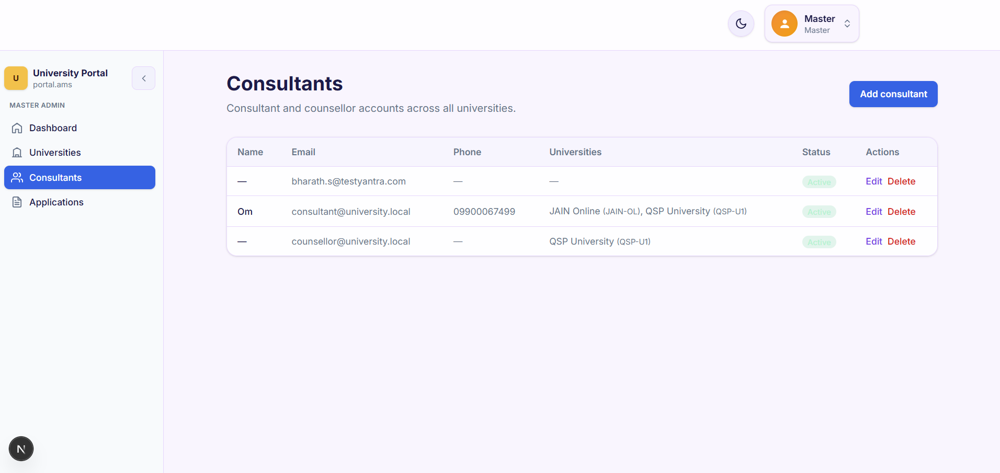 Master
Master
U
University Portal
portal.ams
MASTER ADMIN
Dashboard
Universities
Consultants
Applications
N
Consultants
Consultant and counsellor accounts across all universities.
Add consultant
Name Email Phone Universities Status Actions
— bharath.s@testyantra.com — — Active Edit Delete
Om consultant@university.local 09900067499 JAIN Online (JAIN-OL), QSP University (QSP-U1) Active Edit Delete
— counsellor@university.local — QSP University (QSP-U1) Active Edit Delete